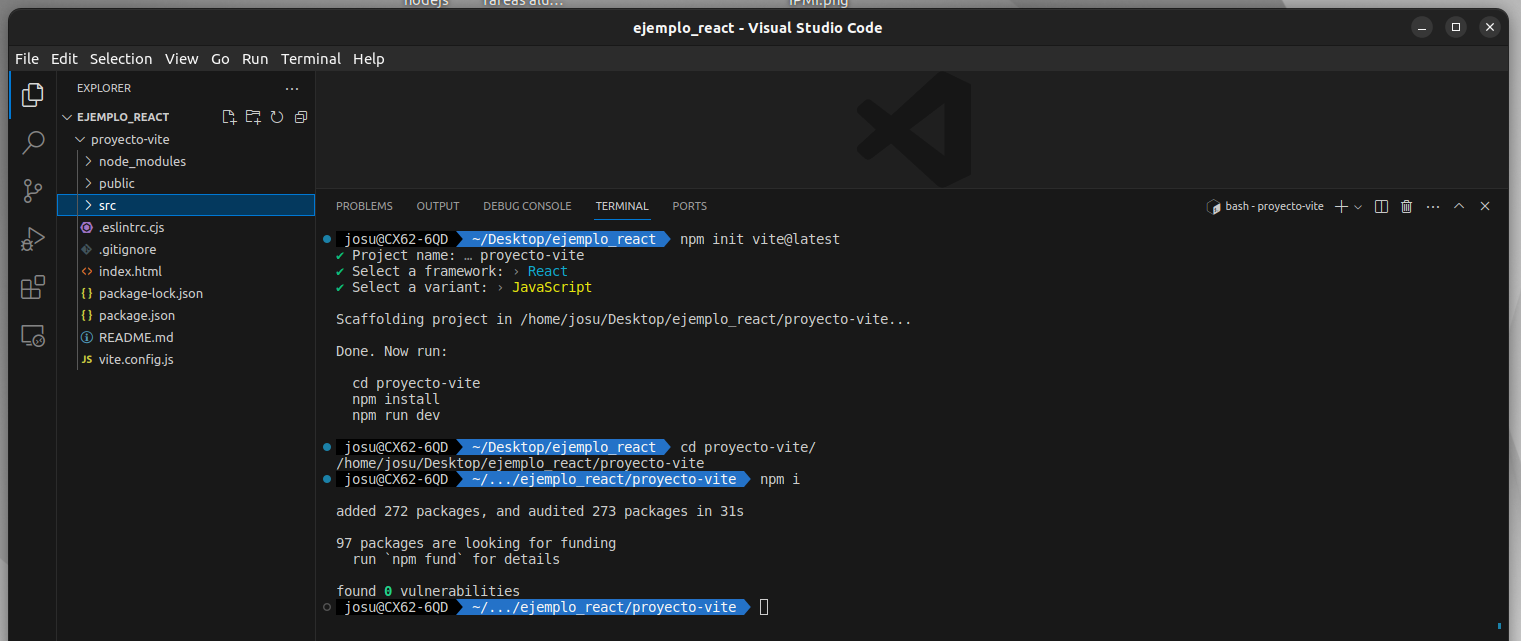 nodejs
Tareas ald...
IPMI.png
ejemplo_react - Visual Studio Code
File Edit Selection View Go Run Terminal Help
EXPLORER
EJEMPLO_REACT
proyecto-vite
node_modules
public
src
.eslintrc.cjs
.gitignore
index.html
package-lock.json
package.json
README.md
JS vite.config.js
PROBLEMS OUTPUT DEBUG CONSOLE TERMINAL PORTS
bash - proyecto-vite
josu@CX62-6QD ~/Desktop/ejemplo_react npm init vite@latest
✔ Project name: … proyecto-vite
✔ Select a framework: › React
✔ Select a variant: › JavaScript
Scaffolding project in /home/josu/Desktop/ejemplo_react/proyecto-vite...
Done. Now run:
cd proyecto-vite
npm install
npm run dev
josu@CX62-6QD ~/Desktop/ejemplo_react cd proyecto-vite/
/home/josu/Desktop/ejemplo_react/proyecto-vite
josu@CX62-6QD ~/.../ejemplo_react/proyecto-vite npm i
added 272 packages, and audited 273 packages in 31s
97 packages are looking for funding
run `npm fund` for details
found 0 vulnerabilities
josu@CX62-6QD ~/.../ejemplo_react/proyecto-vite